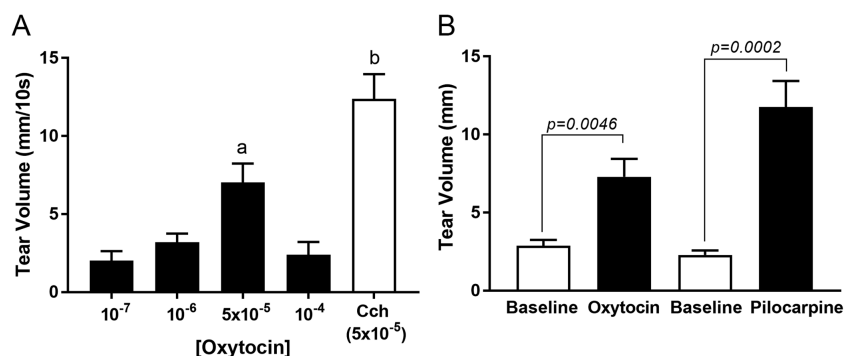 A
Tear Volume (mm/10s)
15
10
5
0
a
b
10-7
10-6
5x10-5
10-4
Cch
(5x10-5)
[Oxytocin]
B
Tear Volume (mm)
15
10
5
0
p=0.0046
p=0.0002
Baseline Oxytocin Baseline Pilocarpine